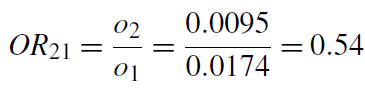 OR₂₁ = o₂/o₁ = 0.0095/0.0174 = 0.54